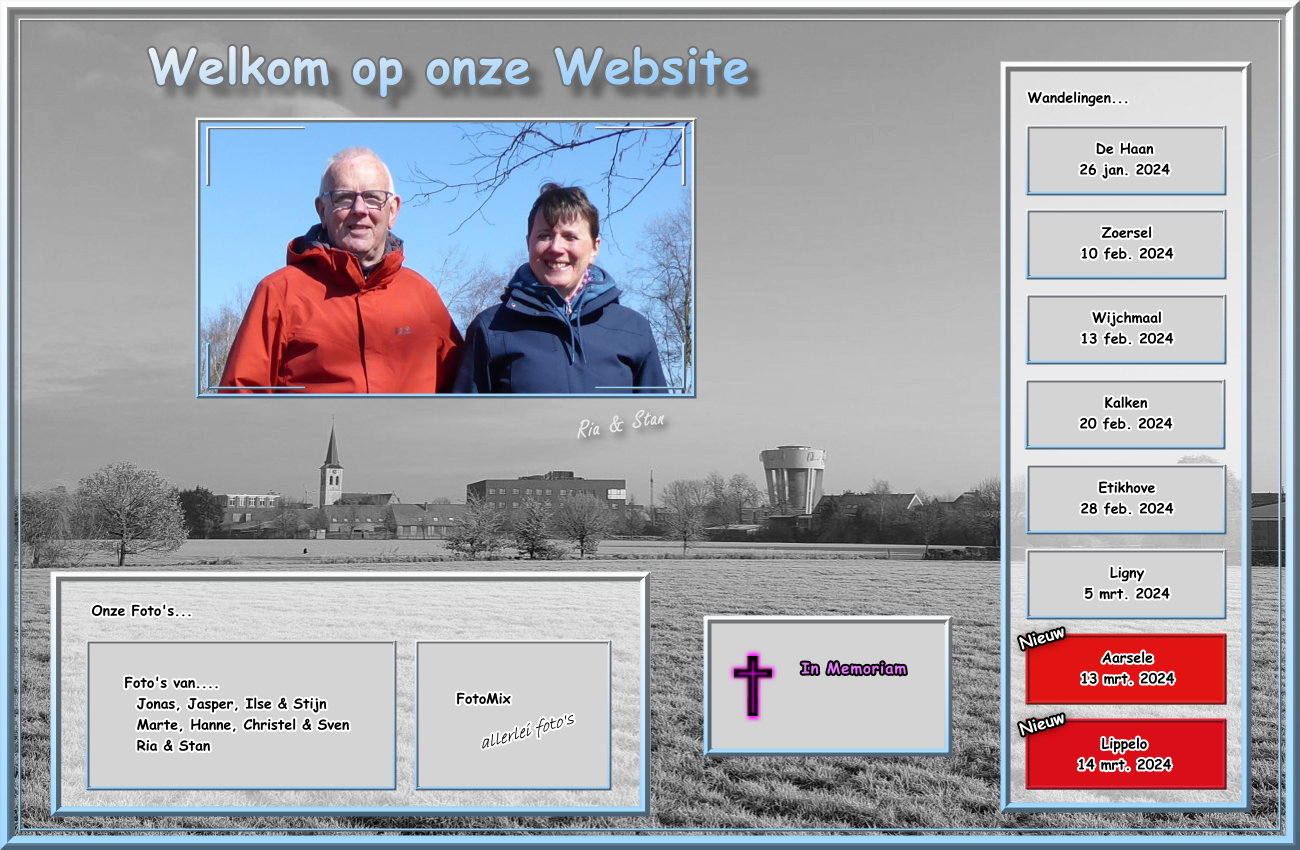 Welkom op onze Website
Ria & Stan
Wandelingen...
De Haan
26 jan. 2024
Zoersel
10 feb. 2024
Wijchmaal
13 feb. 2024
Kalken
20 feb. 2024
Etikhove
28 feb. 2024
Ligny
5 mrt. 2024
Nieuw
Aarsele
13 mrt. 2024
Nieuw
Lippelo
14 mrt. 2024
Onze Foto's...
Foto's van....
Jonas, Jasper, Ilse & Stijn
Marte, Hanne, Christel & Sven
Ria & Stan
FotoMix
allerlei foto's
In Memoriam